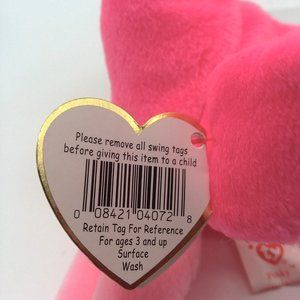 Please remove all swing tags
before giving this item to a child
0 08421 04072 8
Retain Tag For Reference
For ages 3 and up
Surface
Wash